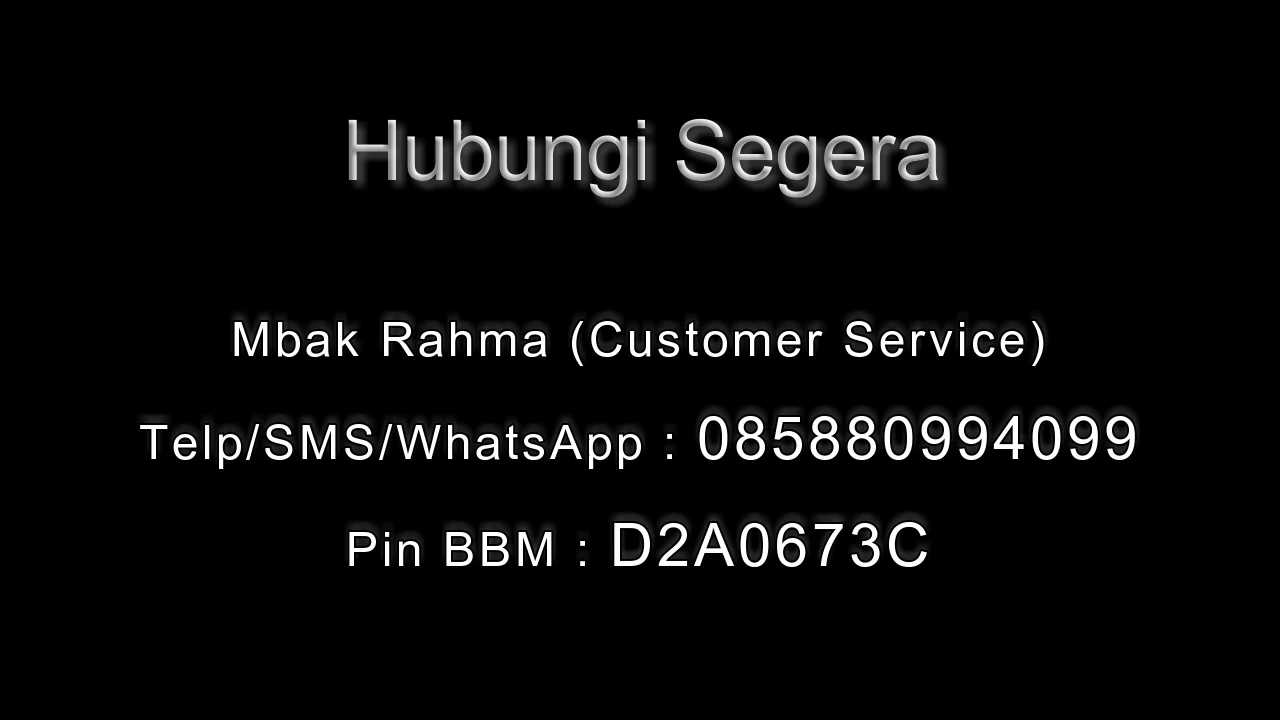 Hubungi Segera
Mbak Rahma (Customer Service)
Telp/SMS/WhatsApp : 085880994099
Pin BBM : D2A0673C